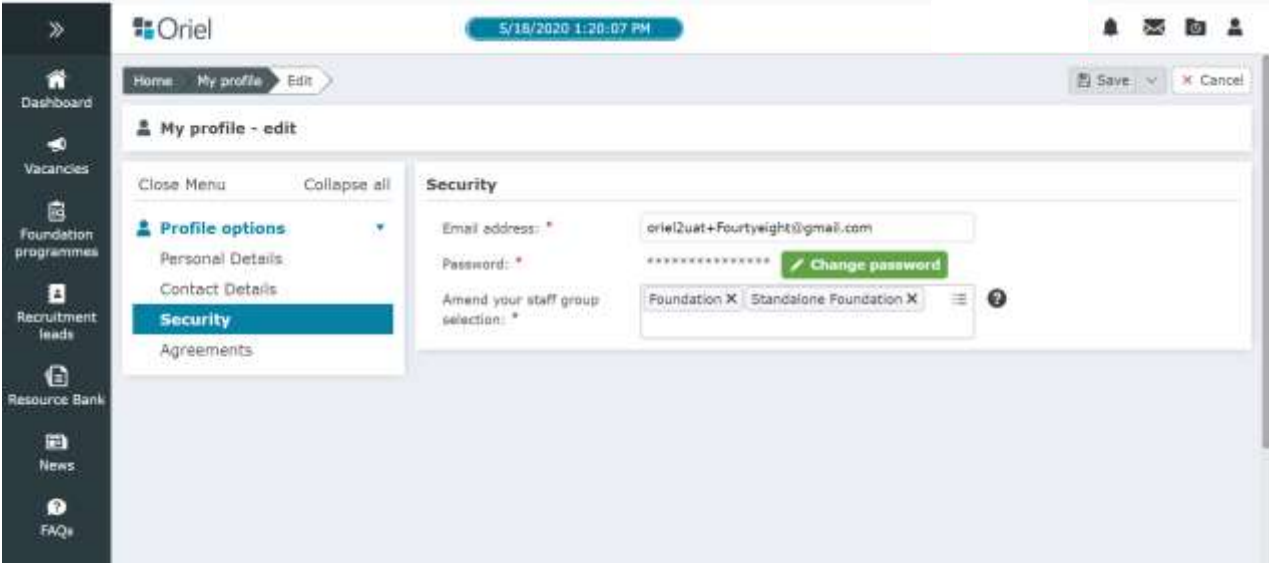 Oriel
5/18/2020 1:20:07 PM
Dashboard
Vacancies
Foundation
programmes
Recruitment
leads
Resource Bank
News
FAQs
Home My profile Edit
Save
× Cancel
My profile - edit
Close Menu Collapse all
Profile options
Personal Details
Contact Details
Security
Agreements
Security
Email address: * oriel2uat+Fourtyeight@gmail.com
Password: * *************** Change password
Amend your staff group
selection: *
Foundation X Standalone Foundation X